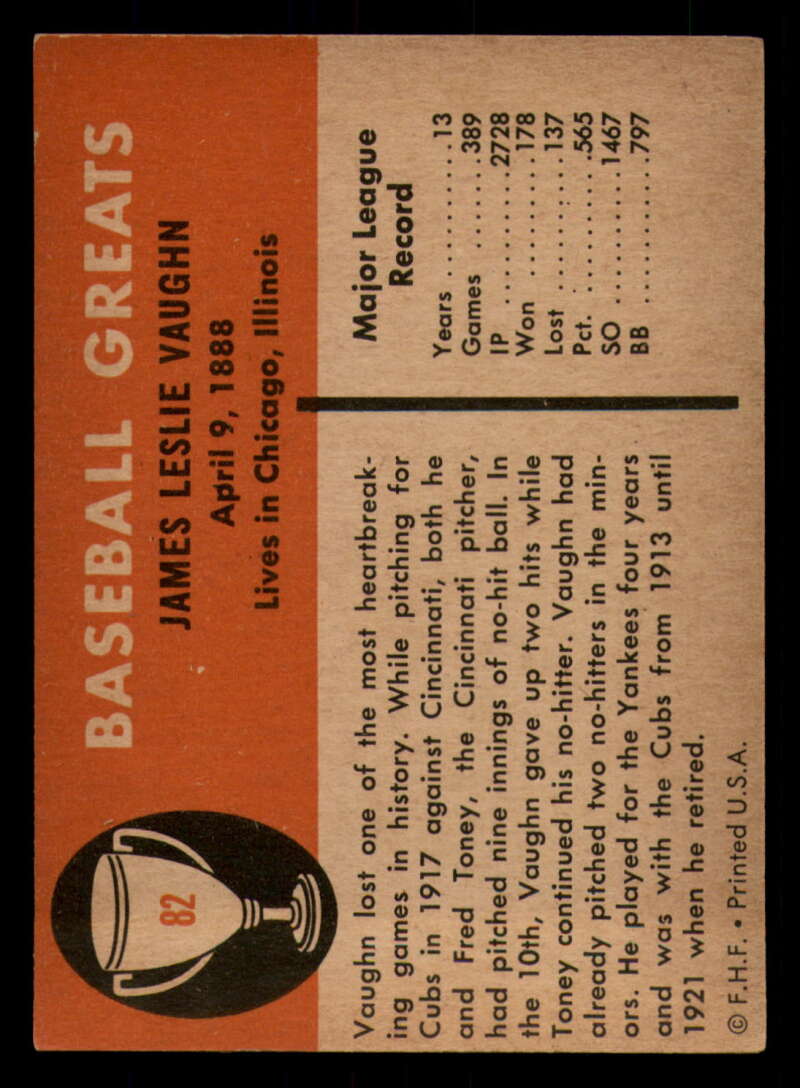 82
BASEBALL GREATS
JAMES LESLIE VAUGHN
April 9, 1888
Lives in Chicago, Illinois
Vaughn lost one of the most heartbreak-
ing games in history. While pitching for
Cubs in 1917 against Cincinnati, both he
and Fred Toney, the Cincinnati pitcher,
had pitched nine innings of no-hit ball. In
the 10th, Vaughn gave up two hits while
Toney continued his no-hitter. Vaughn had
already pitched two no-hitters in the min-
ors. He played for the Yankees four years
and was with the Cubs from 1913 until
1921 when he retired.
© F.H.F. • Printed U.S.A.
Major League
Record
Years ..........13
Games .......389
IP ............2728
Won .........178
Lost ..........137
Pct. ..........565
SO ...........1467
BB ............797